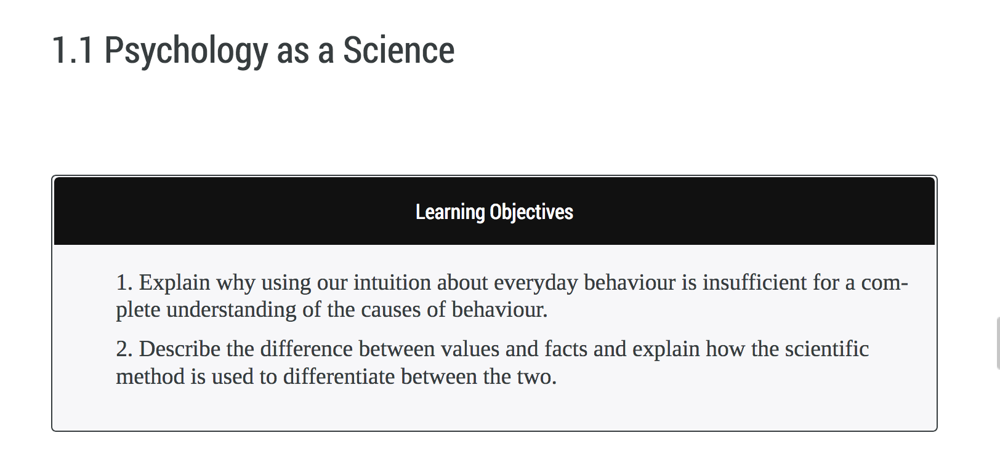 1.1 Psychology as a Science
Learning Objectives
1. Explain why using our intuition about everyday behaviour is insufficient for a com-
plete understanding of the causes of behaviour.
2. Describe the difference between values and facts and explain how the scientific
method is used to differentiate between the two.